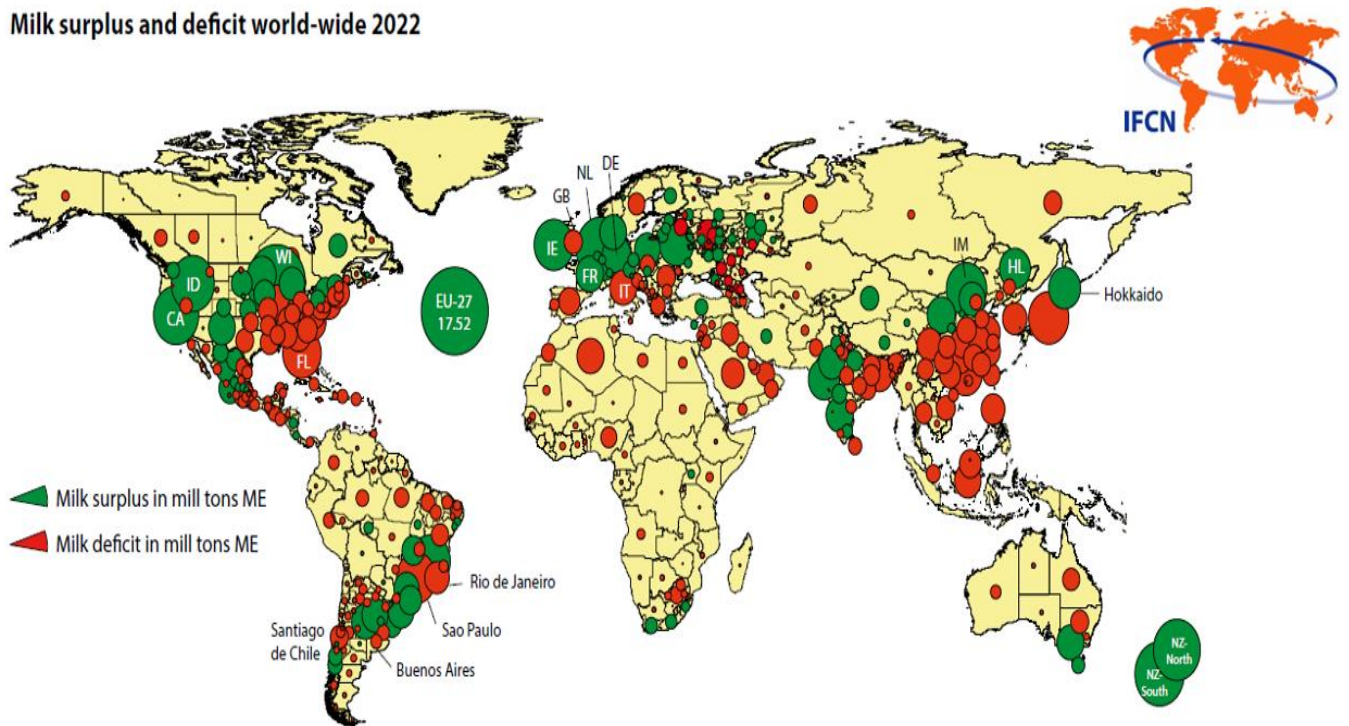 Milk surplus and deficit world-wide 2022
IFCN
DE
NL
GB
IE
FR
IT
WI
ID
CA
FL
EU-27
17.52
IM
HL
Hokkaido
Milk surplus in mill tons ME
Milk deficit in mill tons ME
Rio de Janeiro
Sao Paulo
Santiago
de Chile
Buenos Aires
NZ-
North
NZ-
South